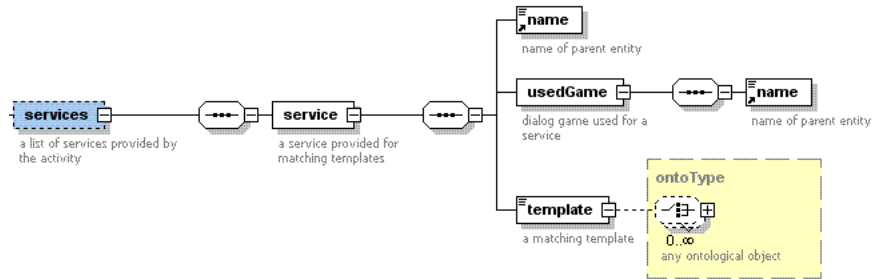 name
name of parent entity
services
a list of services provided by
the activity
service
a service provided for
matching templates
usedGame
dialog game used for a
service
name
name of parent entity
ontoType
template
a matching template
0..∞
any ontological object